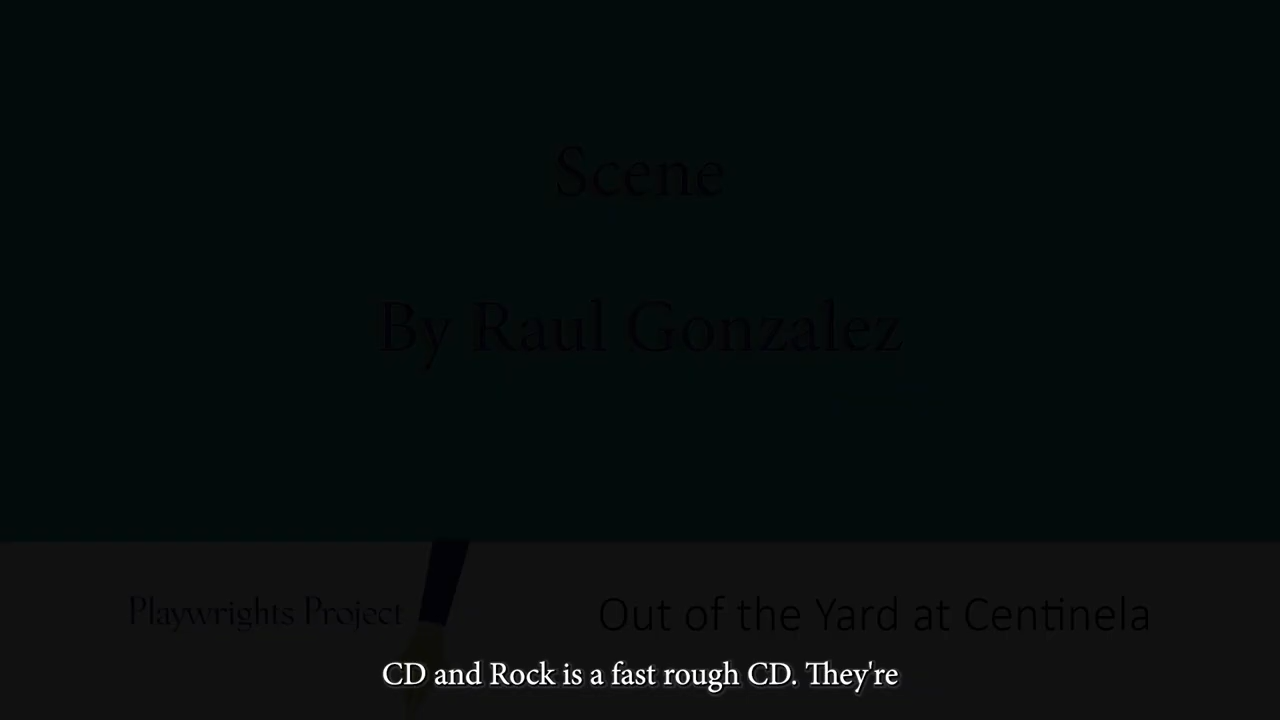 Scene
By Raul Gonzalez
Playwrights Project
Out of the Yard at Centinela
CD and Rock is a fast rough CD. They're